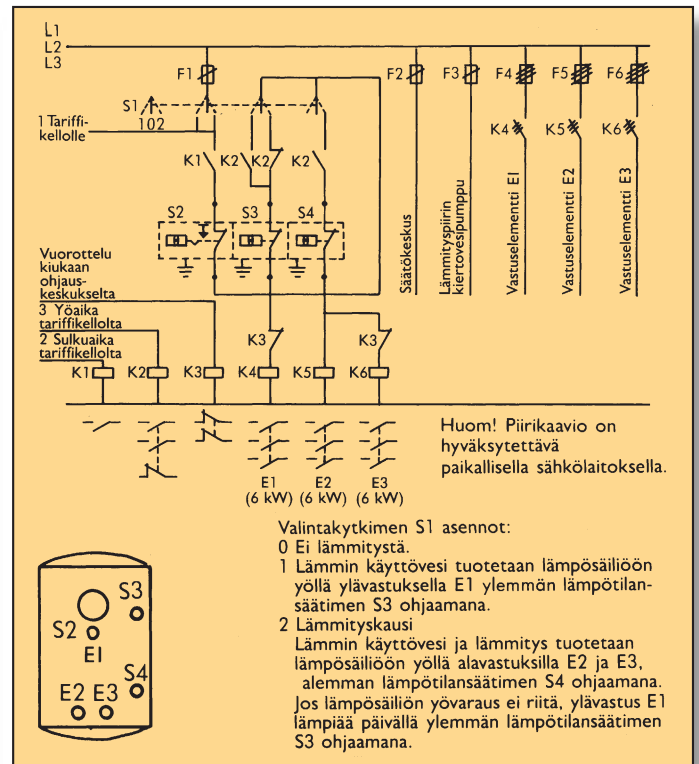 L1
L2
L3
F1
F2
F3
F4
F5
F6
S1
102
1 Tariffi-
kellolle
K1
K2
K2
K2
K4
K5
K6
S2
S3
S4
Säätökeskus
Lämmityspiirin
kiertovesipumppu
Vastuselementti E1
Vastuselementti E2
Vastuselementti E3
Vuorottelu
kiukaan
ohjaus-
keskukselta
3 Yöaika
tariffikellolta
2 Sulkuaika
tariffikellolta
K3
K3
K1
K2
K3
K4
K5
K6
E1
(6 kW)
E2
(6 kW)
E3
(6 kW)
Huom! Piirikaavio on
hyväksytettävä
paikallisella sähkölaitoksella.
Valintakytkimen S1 asennot:
0 Ei lämmitystä.
1 Lämmin käyttövesi tuotetaan lämpösäiliöön
yöllä ylävastuksella E1 ylemmän lämpötilan-
säätimen S3 ohjaamana.
2 Lämmityskausi
Lämmin käyttövesi ja lämmitys tuotetaan
lämpösäiliöön yöllä alavastuksilla E2 ja E3,
alemman lämpötilansäätimen S4 ohjaamana.
Jos lämpösäiliön yövaraus ei riitä, ylävastus E1
lämpiää päivällä ylemmän lämpötilansäätimen
S3 ohjaamana.
S3
S2
E1
S4
E2 E3